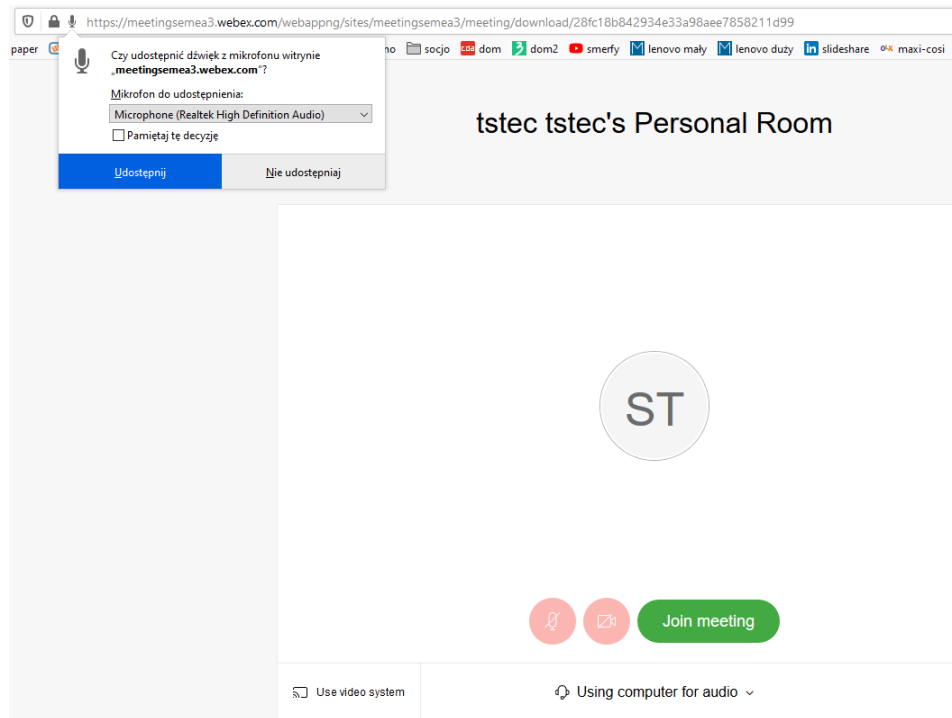 https://meetingsemea3.webex.com/webappng/sites/meetingsemea3/meeting/download/28fc18b842934e33a98aee7858211d99
paper no socjo cda dom dom2 smerfy M lenovo mały M lenovo duży in slideshare OLX maxi-cosi
Czy udostępnić dźwięk z mikrofonu witrynie
„meetingsemea3.webex.com”?
Mikrofon do udostępnienia:
Microphone (Realtek High Definition Audio)
Pamiętaj tę decyzję
Udostępnij Nie udostępniaj
tstec tstec's Personal Room
ST
Join meeting
Use video system Using computer for audio